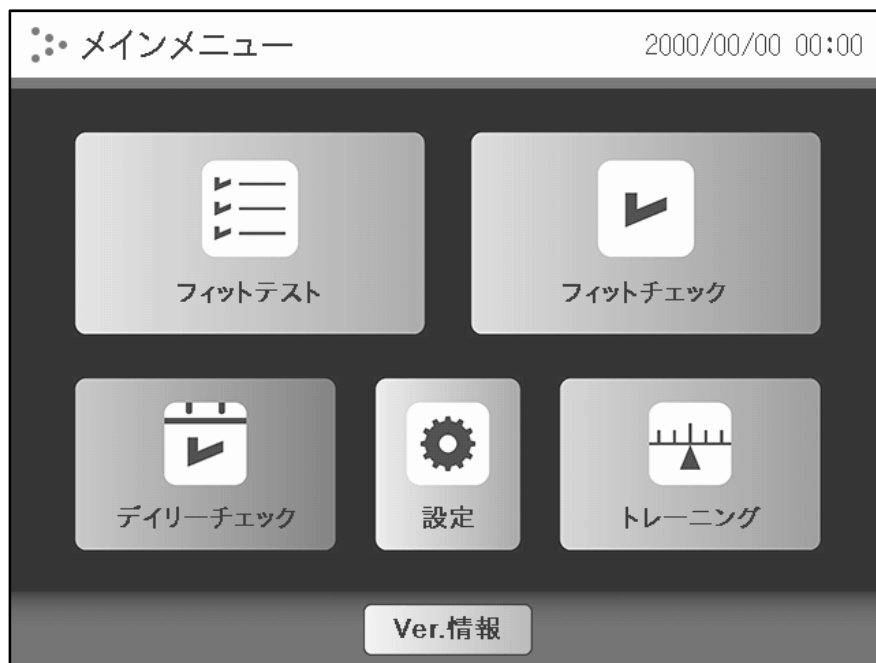 メインメニュー
2000/00/00 00:00
フィットテスト
フィットチェック
デイリーチェック
設定
トレーニング
Ver.情報